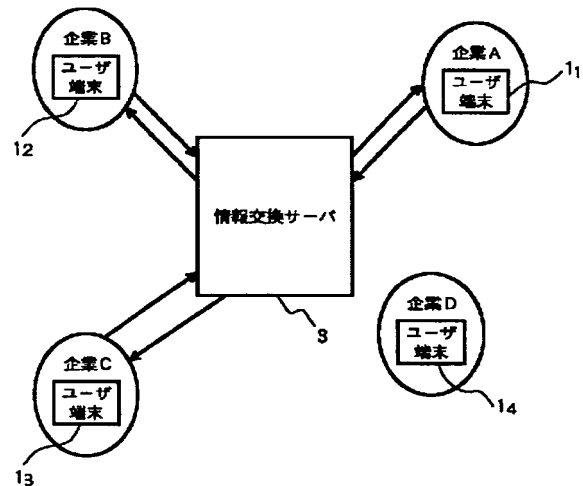 企業B
ユーザ
端末
12
企業A
ユーザ
端末
11
情報交換サーバ
3
企業D
ユーザ
端末
14
企業C
ユーザ
端末
13